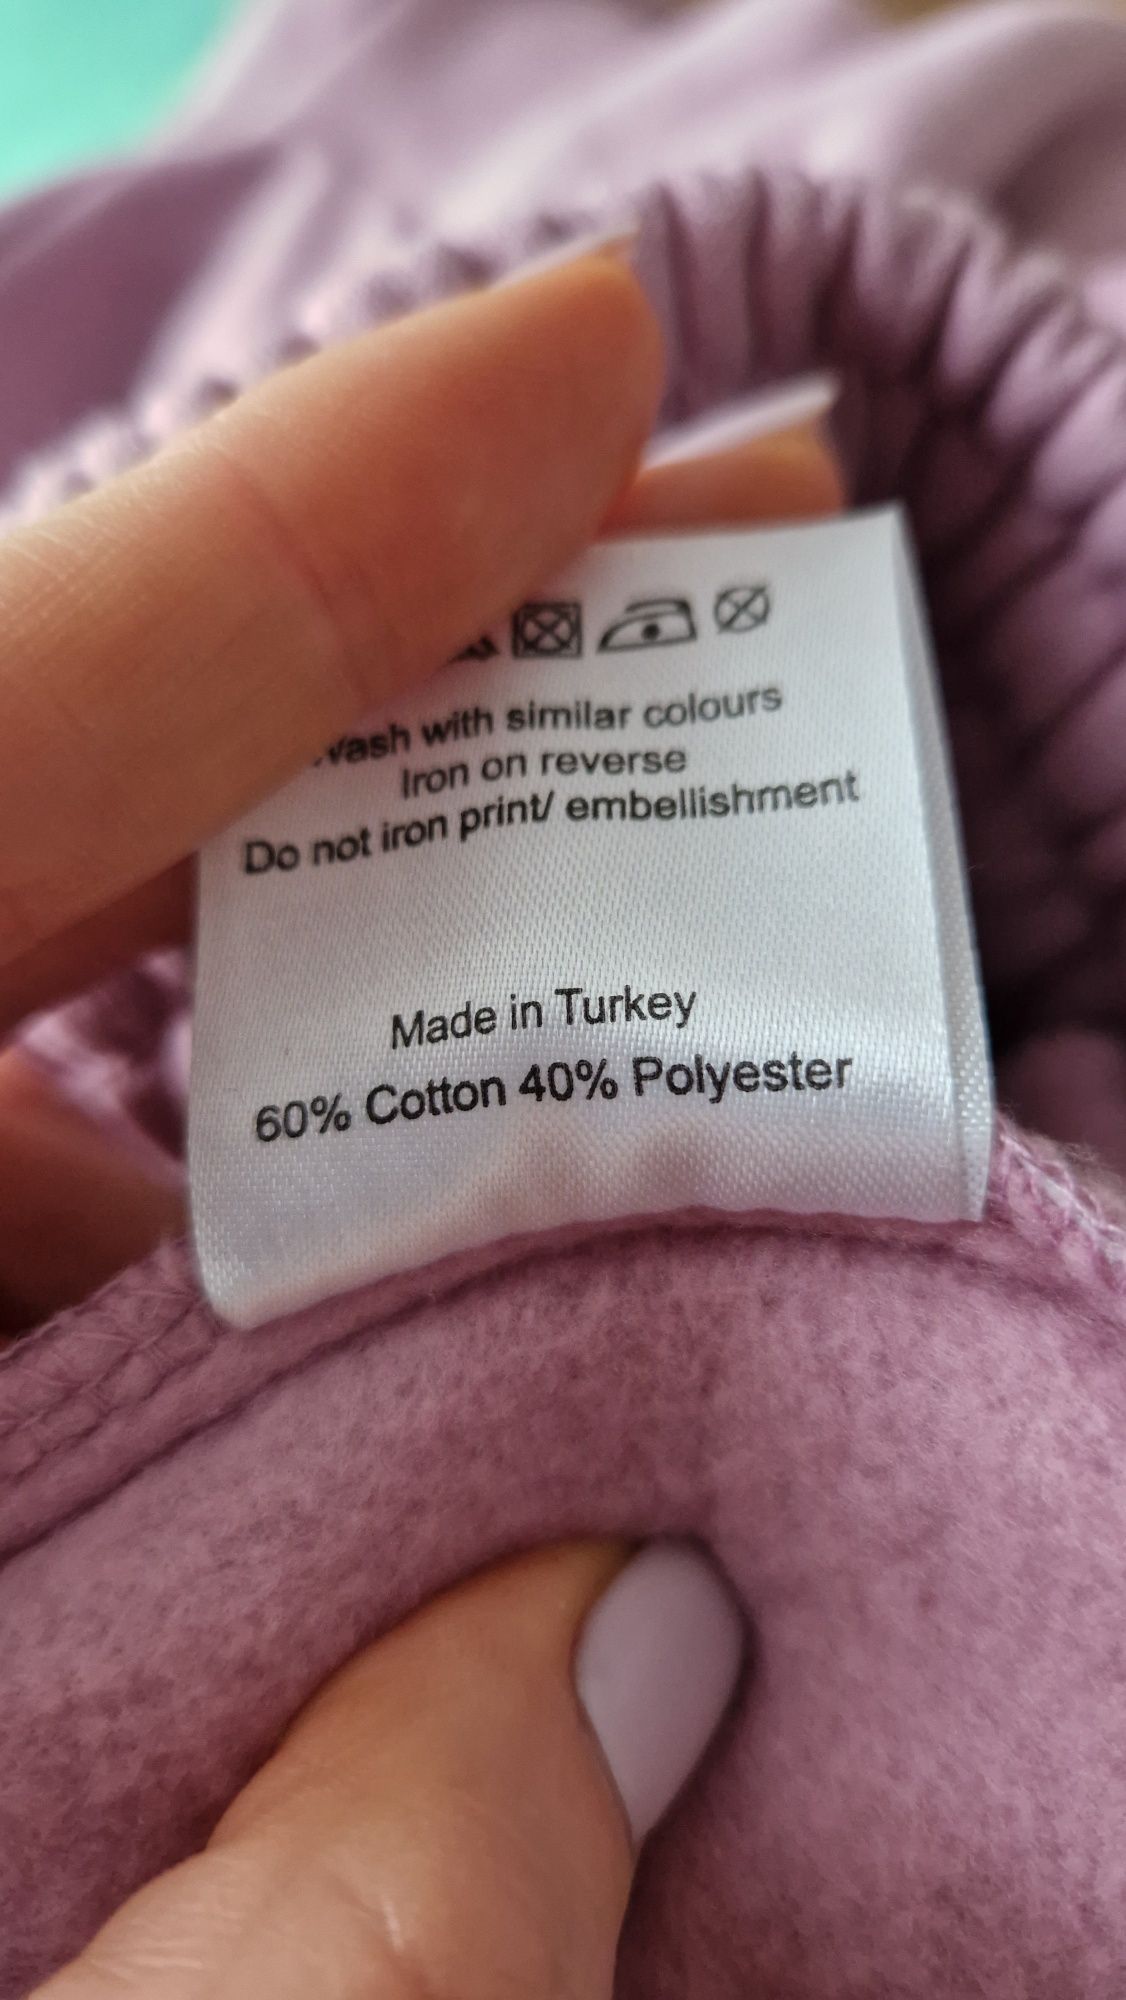 Wash with similar colours
Iron on reverse
Do not iron print/ embellishment
Made in Turkey
60% Cotton 40% Polyester